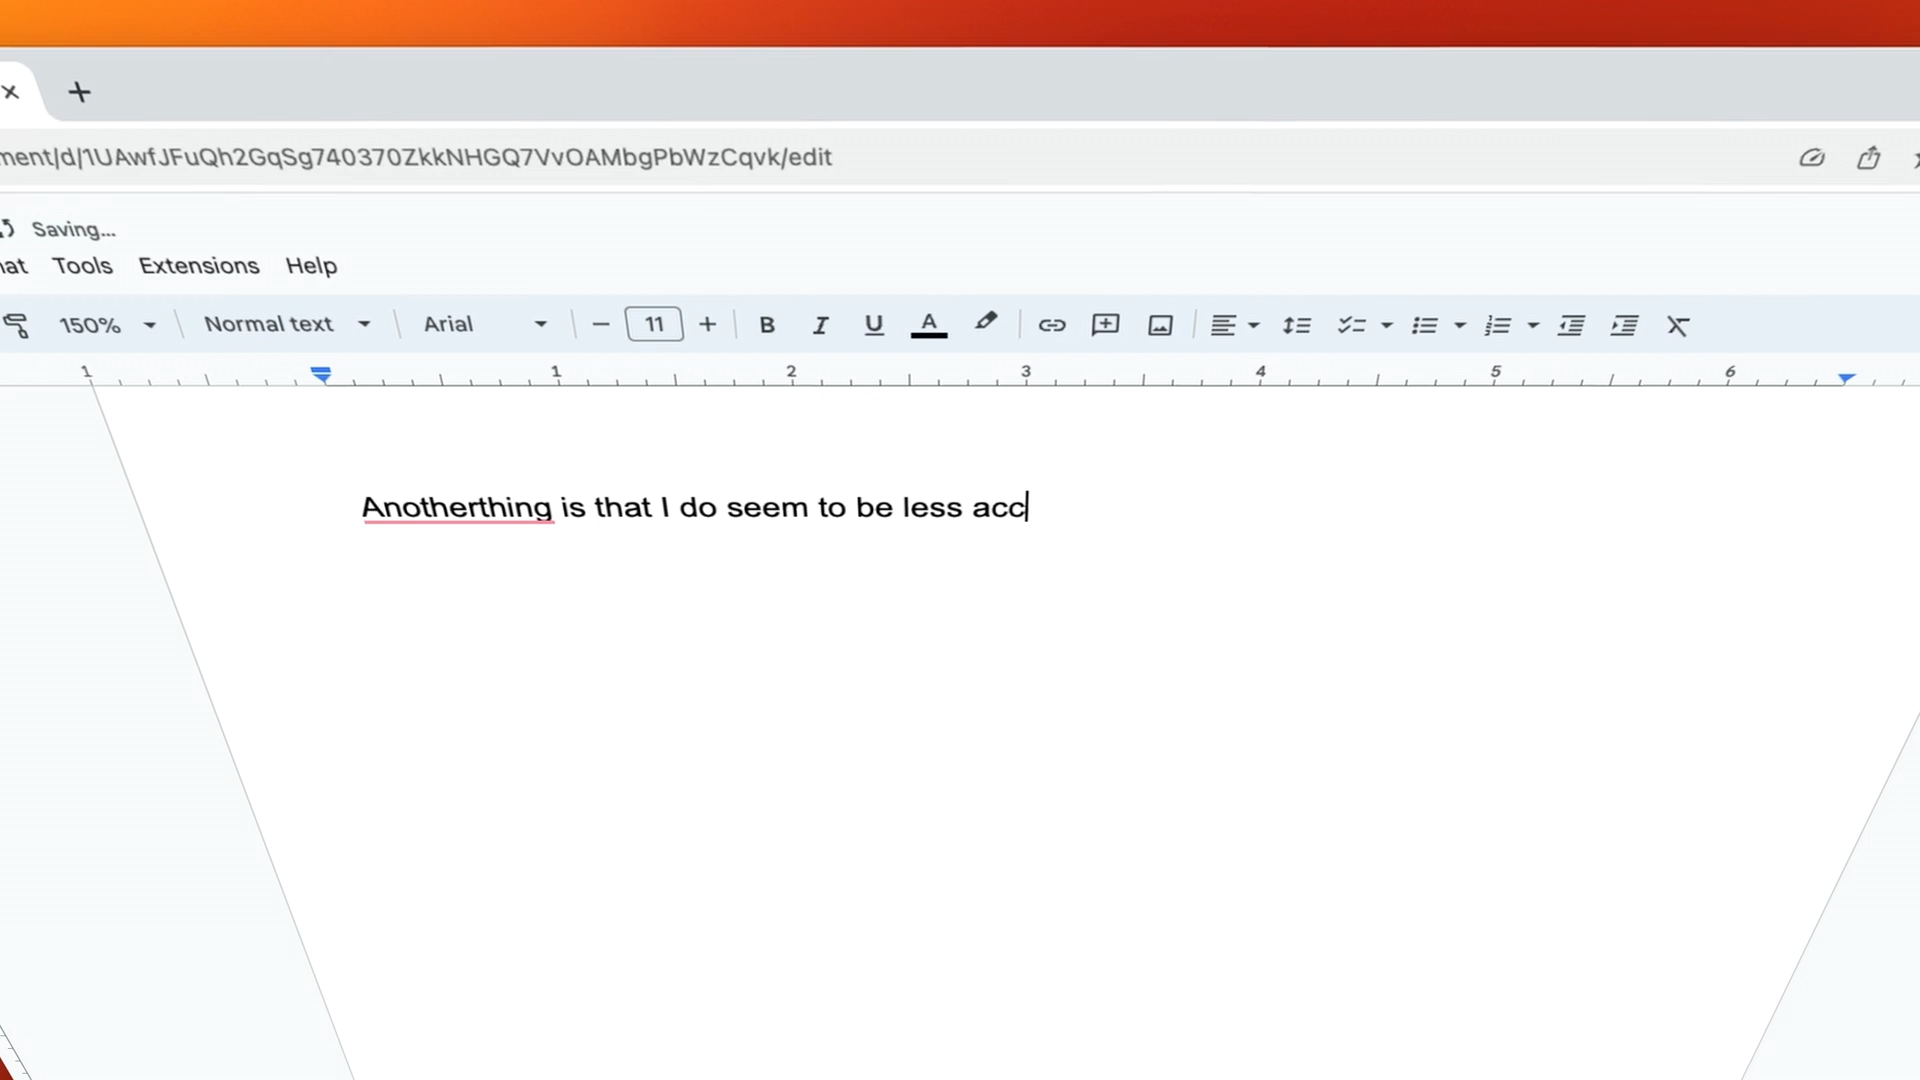 ment/d/1UAwfJFuQh2GqSg740370ZkkNHGQ7VvOAMbgPbWzCqvk/edit
Saving...
nat Tools Extensions Help
150% Normal text Arial 11 B I U A
1 1 2 3 4 5 6
Anotherthing is that I do seem to be less acc